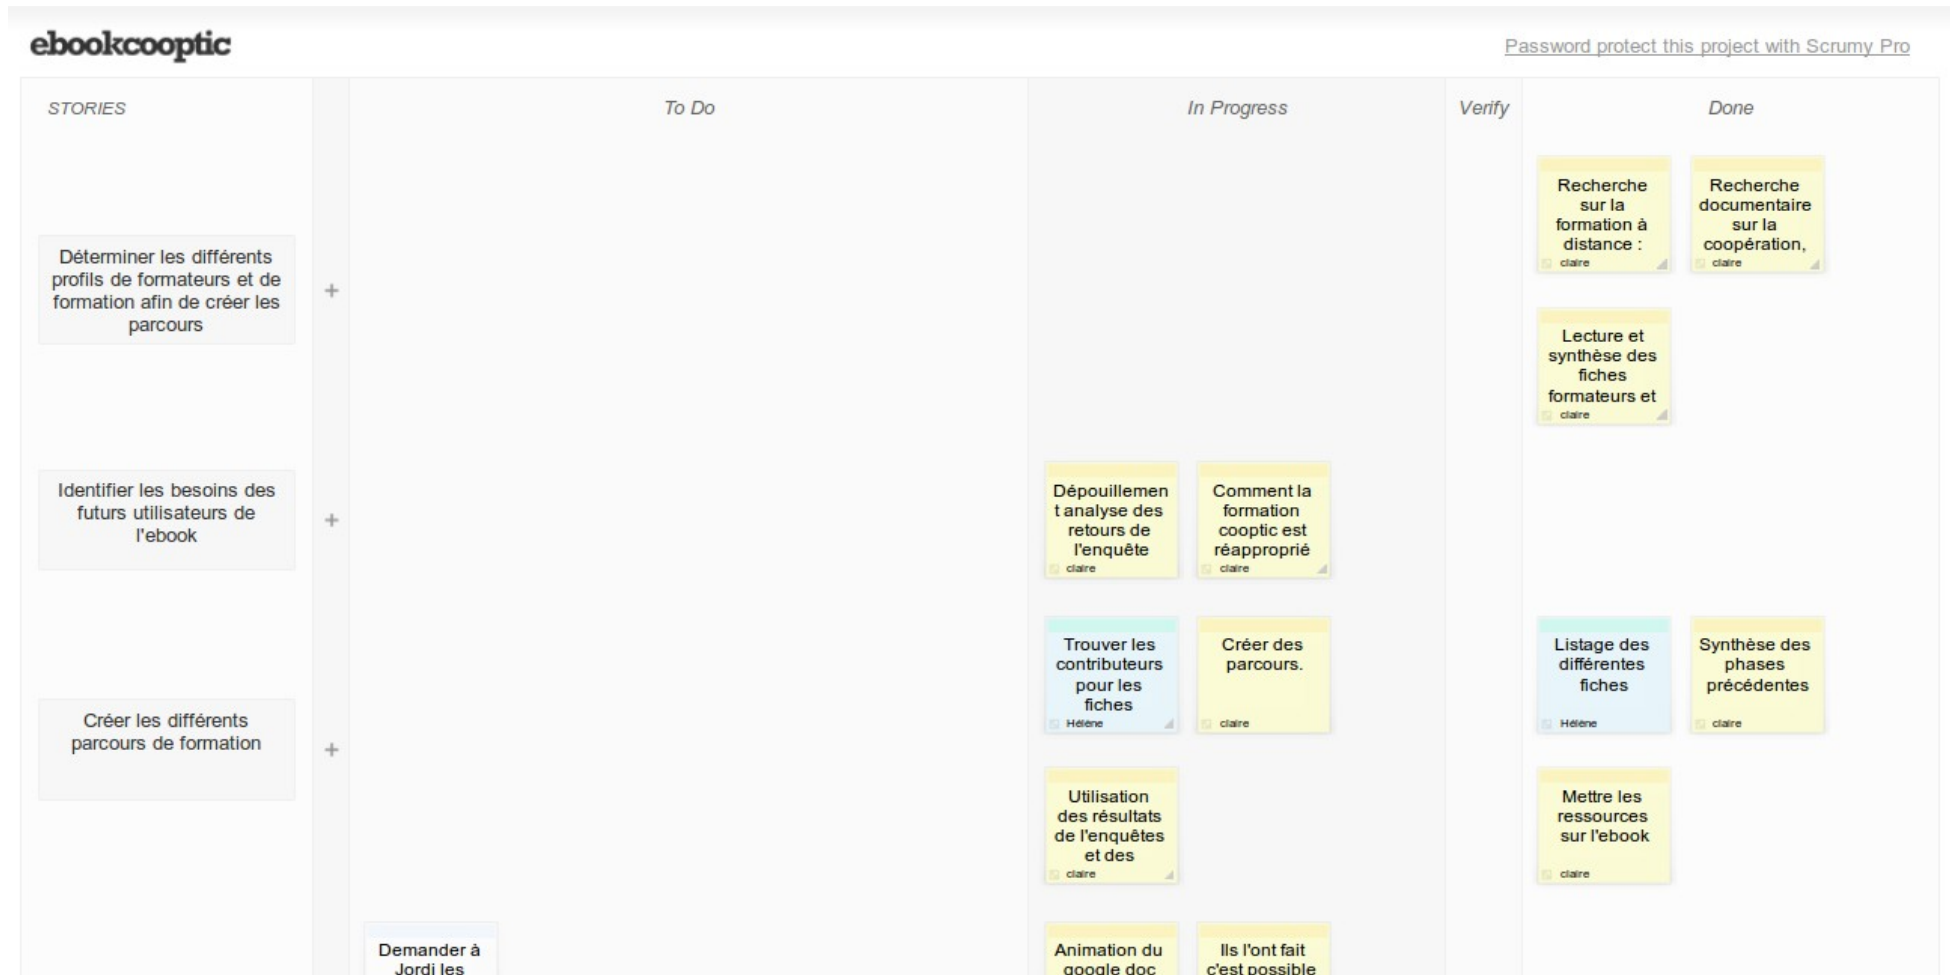 ebookcooptic
Password protect this project with Scrumy Pro
STORIES
To Do
In Progress
Verify
Done
Déterminer les différents
profils de formateurs et de
formation afin de créer les
parcours
+
Recherche
sur la
formation à
distance :
claire
Recherche
documentaire
sur la
coopération,
claire
Lecture et
synthèse des
fiches
formateurs et
claire
Identifier les besoins des
futurs utilisateurs de
l'ebook
+
Dépouillemen
t analyse des
retours de
l'enquête
claire
Comment la
formation
cooptic est
réapproprié
claire
Créer les différents
parcours de formation
+
Trouver les
contributeurs
pour les
fiches
Hélène
Créer des
parcours.
claire
Utilisation
des résultats
de l'enquêtes
et des
claire
Listage des
différentes
fiches
Hélène
Synthèse des
phases
précédentes
claire
Mettre les
ressources
sur l'ebook
claire
Demander à
Jordi les
Animation du
google doc
Ils l'ont fait
c'est possible